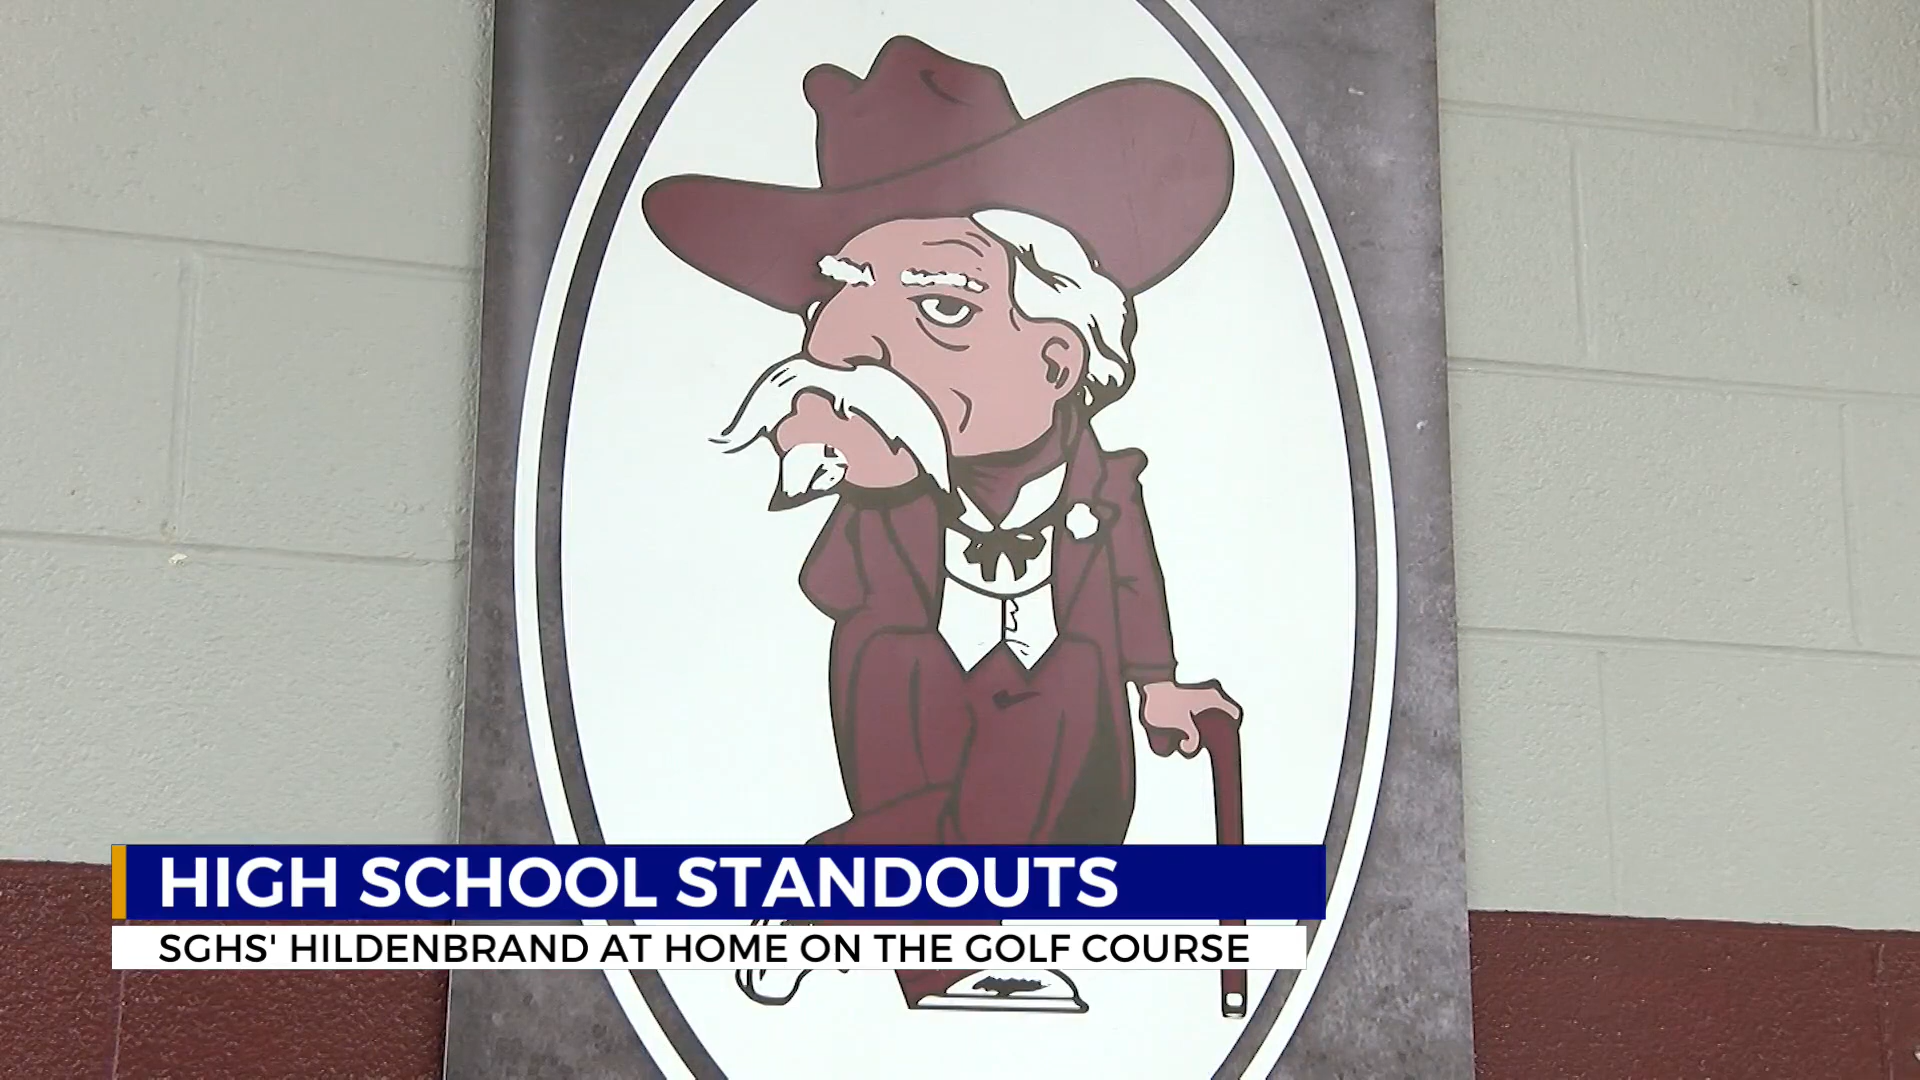 HIGH SCHOOL STANDOUTS
SGHS' HILDENBRAND AT HOME ON THE GOLF COURSE